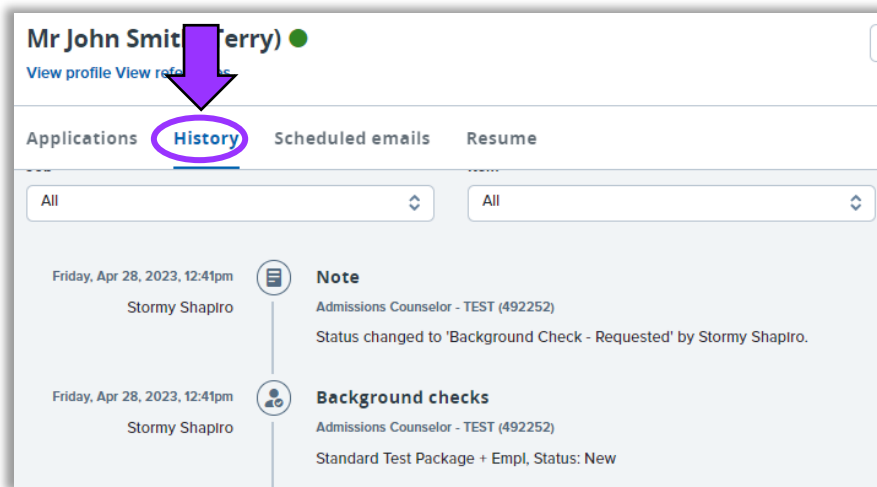 Mr John Smit erry)
View profile View
Applications History Scheduled emails Resume
All All
Friday, Apr 28, 2023, 12:41pm Note
Stormy Shapiro Admissions Counselor - TEST (492252)
Status changed to 'Background Check - Requested' by Stormy Shapiro.
Friday, Apr 28, 2023, 12:41pm Background checks
Stormy Shapiro Admissions Counselor - TEST (492252)
Standard Test Package + Empl, Status: New